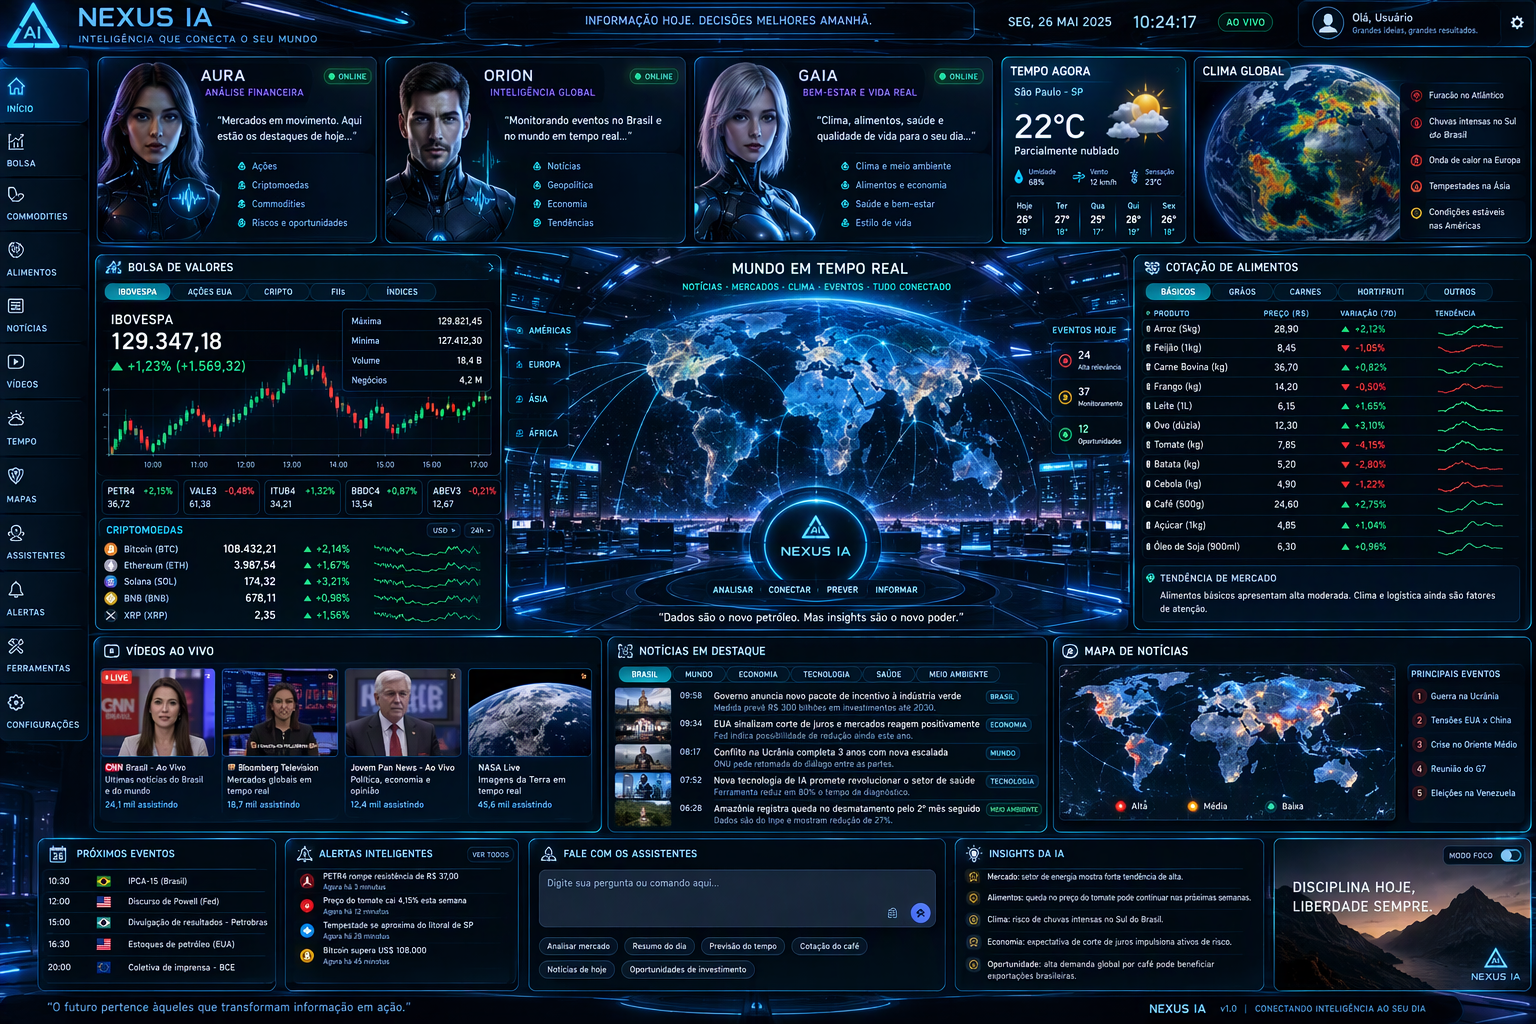 AI
NEXUS IA
INTELIGÊNCIA QUE CONECTA O SEU MUNDO
INFORMAÇÃO HOJE. DECISÕES MELHORES AMANHÃ.
SEG, 26 MAI 2025
10:24:17
AO VIVO
Olá, Usuário
Grandes ideias, grandes resultados.
INÍCIO
BOLSA
COMMODITIES
ALIMENTOS
NOTÍCIAS
VÍDEOS
TEMPO
MAPAS
ASSISTENTES
ALERTAS
FERRAMENTAS
CONFIGURAÇÕES
AURA
ONLINE
ANÁLISE FINANCEIRA
“Mercados em movimento. Aqui
estão os destaques de hoje...”
Ações
Criptomoedas
Commodities
Riscos e oportunidades
ORION
ONLINE
INTELIGÊNCIA GLOBAL
“Monitorando eventos no Brasil e
no mundo em tempo real...”
Notícias
Geopolítica
Economia
Tendências
GAIA
ONLINE
BEM-ESTAR E VIDA REAL
“Clima, alimentos, saúde e
qualidade de vida para o seu dia...”
Clima e meio ambiente
Alimentos e economia
Saúde e bem-estar
Estilo de vida
TEMPO AGORA
São Paulo - SP
22°C
Parcialmente nublado
Umidade 68%
Vento 12 km/h
Sensação 23°C
Hoje Ter Qua Qui Sex
26° 27° 25° 28° 26°
18° 18° 17° 19° 18°
CLIMA GLOBAL
Furacão no Atlântico
Chuvas intensas no Sul
do Brasil
Onda de calor na Europa
Tempestades na Ásia
Condições estáveis
nas Américas
BOLSA DE VALORES
IBOVESPA AÇÕES EUA CRIPTO FIIs ÍNDICES
IBOVESPA
129.347,18
+1,23% (+1.569,32)
Máxima 129.821,45
Mínima 127.412,30
Volume 18,4 B
Negócios 4,2 M
10:00 11:00 12:00 13:00 14:00 15:00 16:00 17:00
PETR4 +2,15% VALE3 -0,48% ITUB4 +1,32% BBDC4 +0,87% ABEV3 -0,21%
36,72 61,38 34,21 13,54 12,67
CRIPTOMOEDAS
USD 24h
Bitcoin (BTC) 108.432,21 +2,14%
Ethereum (ETH) 3.987,54 +1,67%
Solana (SOL) 174,32 +3,21%
BNB (BNB) 678,11 +0,98%
XRP (XRP) 2,35 +1,56%
MUNDO EM TEMPO REAL
NOTÍCIAS - MERCADOS - CLIMA - EVENTOS - TUDO CONECTADO
AMÉRICAS
EUROPA
ÁSIA
ÁFRICA
EVENTOS HOJE
24
Alta relevância
37
Monitoramento
12
Oportunidades
AI
NEXUS IA
ANALISAR · CONECTAR · PREVER · INFORMAR
“Dados são o novo petróleo. Mas insights são o novo poder.”
COTAÇÃO DE ALIMENTOS
BÁSICOS GRÃOS CARNES HORTIFRUTI OUTROS
PRODUTO PREÇO (R$) VARIAÇÃO (7D) TENDÊNCIA
Arroz (5kg) 28,90 +2,12%
Feijão (1kg) 8,45 -1,05%
Carne Bovina (kg) 36,70 +0,82%
Frango (kg) 14,20 -0,50%
Leite (1L) 6,15 +1,65%
Ovo (dúzia) 12,30 +3,10%
Tomate (kg) 7,85 -4,15%
Batata (kg) 5,20 -2,80%
Cebola (kg) 4,90 -1,22%
Café (500g) 24,60 +2,75%
Açúcar (1kg) 4,85 +1,04%
Óleo de Soja (900ml) 6,30 +0,96%
TENDÊNCIA DE MERCADO
Alimentos básicos apresentam alta moderada. Clima e logística ainda são fatores
de atenção.
VÍDEOS AO VIVO
LIVE
CNN
BRASIL
CNN Brasil - Ao Vivo
Últimas notícias do Brasil
e do mundo
24,1 mil assistindo
Bloomberg Television
Mercados globais em
tempo real
18,7 mil assistindo
Jovem Pan News - Ao Vivo
Política, economia e
opinião
12,4 mil assistindo
NASA Live
Imagens da Terra em
tempo real
45,6 mil assistindo
NOTÍCIAS EM DESTAQUE
BRASIL MUNDO ECONOMIA TECNOLOGIA SAÚDE MEIO AMBIENTE
09:58 Governo anuncia novo pacote de incentivo à indústria verde BRASIL
Medida prevê R$ 300 bilhões em investimentos até 2030.
09:34 EUA sinalizam corte de juros e mercados reagem positivamente ECONOMIA
Fed indica possibilidade de redução ainda este ano.
08:17 Conflito na Ucrânia completa 3 anos com nova escalada MUNDO
ONU pede retomada do diálogo entre as partes.
07:52 Nova tecnologia de IA promete revolucionar o setor de saúde TECNOLOGIA
Ferramenta reduz em 80% o tempo de diagnóstico.
06:28 Amazônia registra queda no desmatamento pelo 2° mês seguido MEIO AMBIENTE
Dados são do Inpe e mostram redução de 27%.
MAPA DE NOTÍCIAS
Alta Média Baixa
PRINCIPAIS EVENTOS
1 Guerra na Ucrânia
2 Tensões EUA x China
3 Crise no Oriente Médio
4 Reunião do G7
5 Eleições na Venezuela
26
PRÓXIMOS EVENTOS
10:30 IPCA-15 (Brasil)
12:00 Discurso de Powell (Fed)
15:00 Divulgação de resultados - Petrobras
16:30 Estoques de petróleo (EUA)
20:00 Coletiva de imprensa - BCE
ALERTAS INTELIGENTES
VER TODOS
PETR4 rompe resistência de R$ 37,00
Agora há 3 minutos
Preço do tomate cai 4,15% esta semana
Agora há 12 minutos
Tempestade se aproxima do litoral de SP
Agora há 28 minutos
Bitcoin supera US$ 108.000
Agora há 45 minutos
FALE COM OS ASSISTENTES
Digite sua pergunta ou comando aqui...
Analisar mercado Resumo do dia Previsão do tempo Cotação do café
Notícias de hoje Oportunidades de investimento
INSIGHTS DA IA
Mercado: setor de energia mostra forte tendência de alta.
Alimentos: queda no preço do tomate pode continuar nas próximas semanas.
Clima: risco de chuvas intensas no Sul do Brasil.
Economia: expectativa de corte de juros impulsiona ativos de risco.
Oportunidade: alta demanda global por café pode beneficiar
exportações brasileiras.
MODO FOCO
DISCIPLINA HOJE,
LIBERDADE SEMPRE.
AI
NEXUS IA
“O futuro pertence àqueles que transformam informação em ação.”
NEXUS IA v1.0 | CONECTANDO INTELIGÊNCIA AO SEU DIA